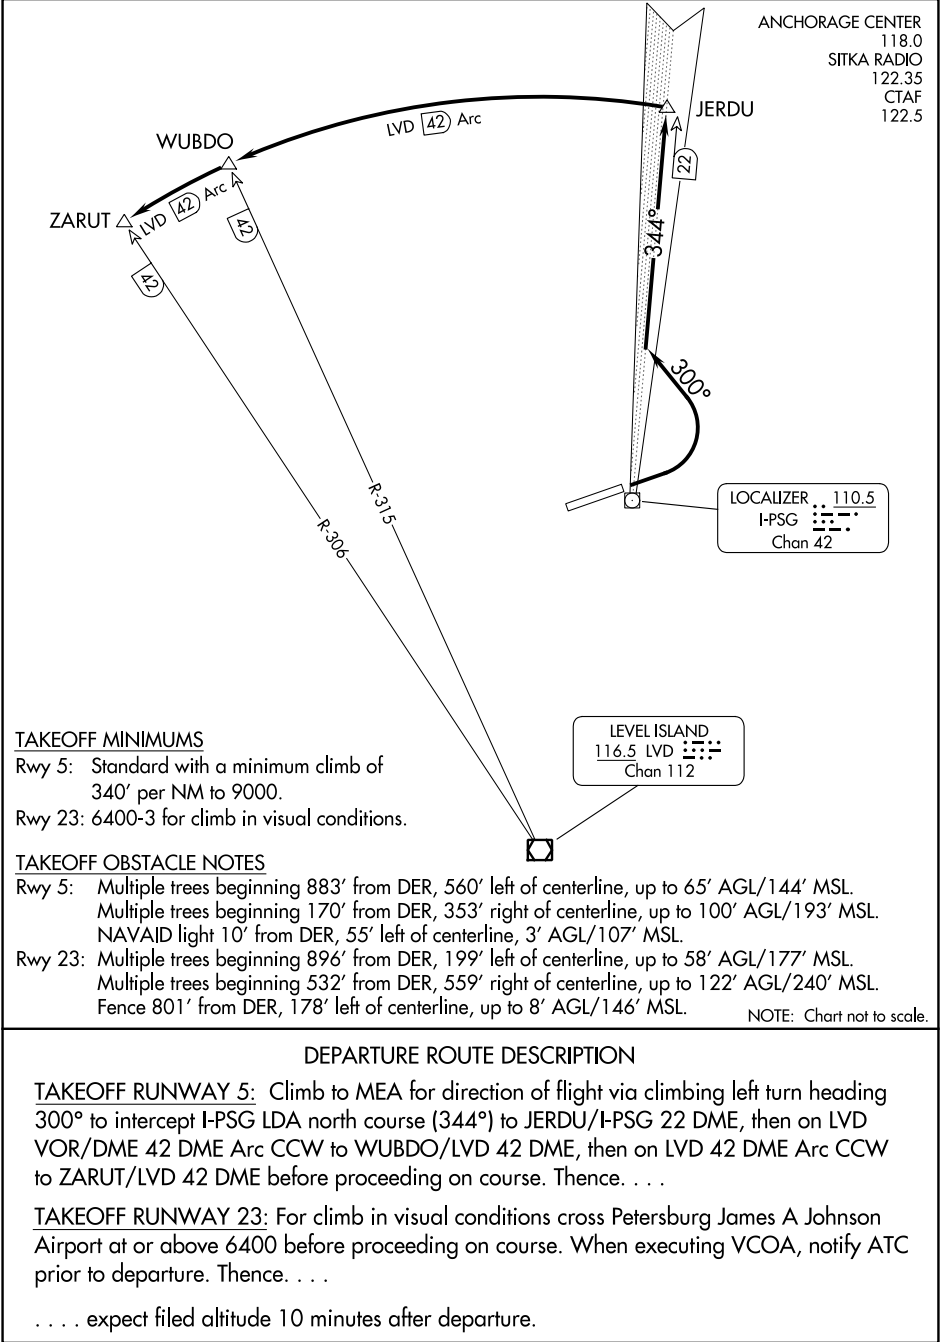 ANCHORAGE CENTER
118.0
SITKA RADIO
122.35
CTAF
122.5
JERDU
LVD 42 Arc
WUBDO
22
ZARUT
LVD 42 Arc
42
42
344°
300°
R-315
R-306
LOCALIZER 110.5
I-PSG
Chan 42
LEVEL ISLAND
116.5 LVD
Chan 112
TAKEOFF MINIMUMS
Rwy 5: Standard with a minimum climb of
340' per NM to 9000.
Rwy 23: 6400-3 for climb in visual conditions.
TAKEOFF OBSTACLE NOTES
Rwy 5: Multiple trees beginning 883' from DER, 560' left of centerline, up to 65' AGL/144' MSL.
Multiple trees beginning 170' from DER, 353' right of centerline, up to 100' AGL/193' MSL.
NAVAID light 10' from DER, 55' left of centerline, 3' AGL/107' MSL.
Rwy 23: Multiple trees beginning 896' from DER, 199' left of centerline, up to 58' AGL/177' MSL.
Multiple trees beginning 532' from DER, 559' right of centerline, up to 122' AGL/240' MSL.
Fence 801' from DER, 178' left of centerline, up to 8' AGL/146' MSL.
NOTE: Chart not to scale.
DEPARTURE ROUTE DESCRIPTION
TAKEOFF RUNWAY 5: Climb to MEA for direction of flight via climbing left turn heading
300° to intercept I-PSG LDA north course (344°) to JERDU/I-PSG 22 DME, then on LVD
VOR/DME 42 DME Arc CCW to WUBDO/LVD 42 DME, then on LVD 42 DME Arc CCW
to ZARUT/LVD 42 DME before proceeding on course. Thence. . . .
TAKEOFF RUNWAY 23: For climb in visual conditions cross Petersburg James A Johnson
Airport at or above 6400 before proceeding on course. When executing VCOA, notify ATC
prior to departure. Thence. . . .
. . . . expect filed altitude 10 minutes after departure.